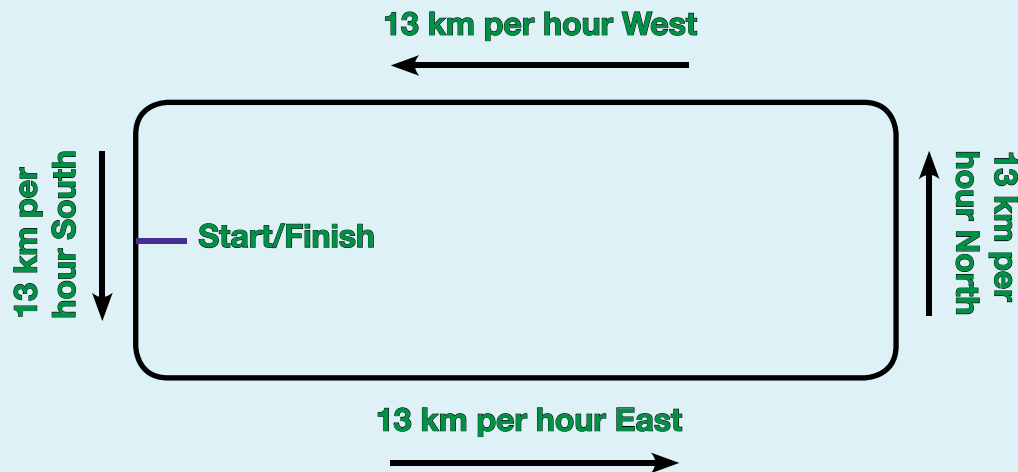 13 km per hour West
13 km per
hour South
Start/Finish
13 km per
hour North
13 km per hour East